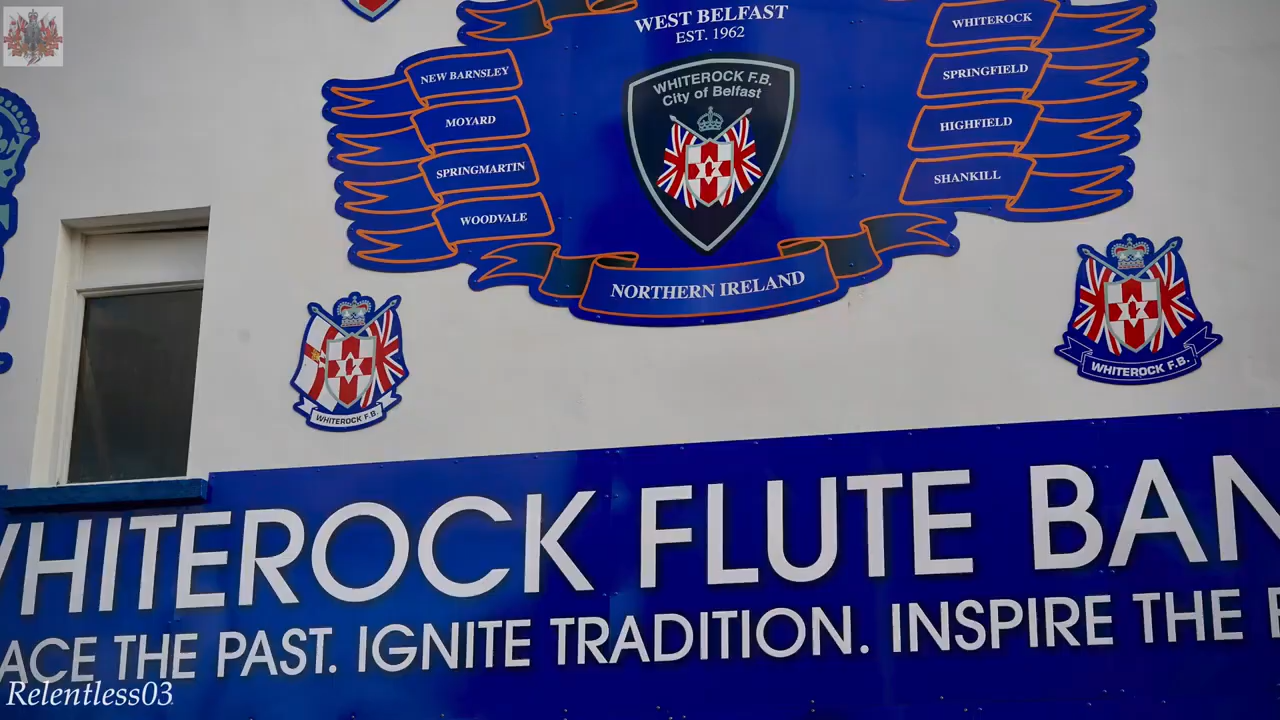 WEST BELFAST
EST. 1962
WHITEROCK F.B.
City of Belfast
NEW BARNSLEY
MOYARD
SPRINGMARTIN
WOODVALE
WHITEROCK
SPRINGFIELD
HIGHFIELD
SHANKILL
NORTHERN IRELAND
WHITEROCK F.B.
WHITEROCK F.B.
WHITEROCK FLUTE BAN
ACE THE PAST. IGNITE TRADITION. INSPIRE THE F
Relentless03